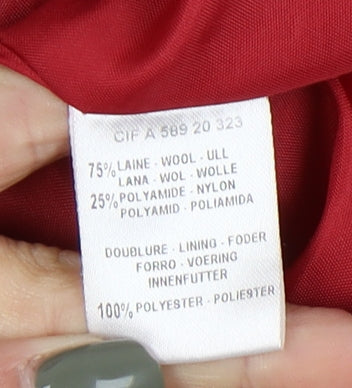 CIF A 589 20 323
75% LAINE - WOOL - ULL
LANA - WOL - WOLLE
25% POLYAMIDE - NYLON
POLYAMID - POLIAMIDA
DOUBLURE - LINING - FODER
FORRO - VOERING
INNENFUTTER
100% POLYESTER - POLIESTER